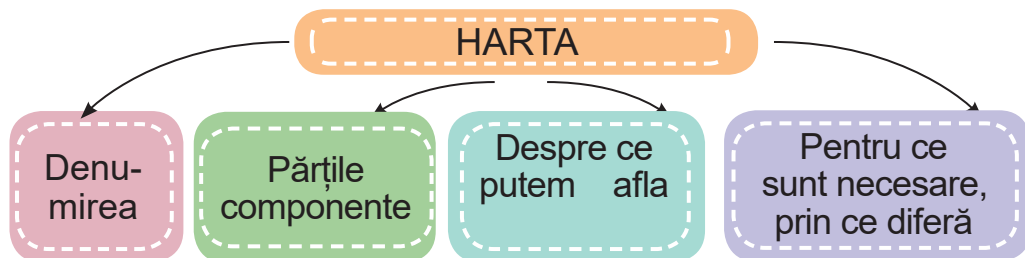 HARTA
Denu-
mirea
Părțile
componente
Despre ce
putem afla
Pentru ce
sunt necesare,
prin ce diferă